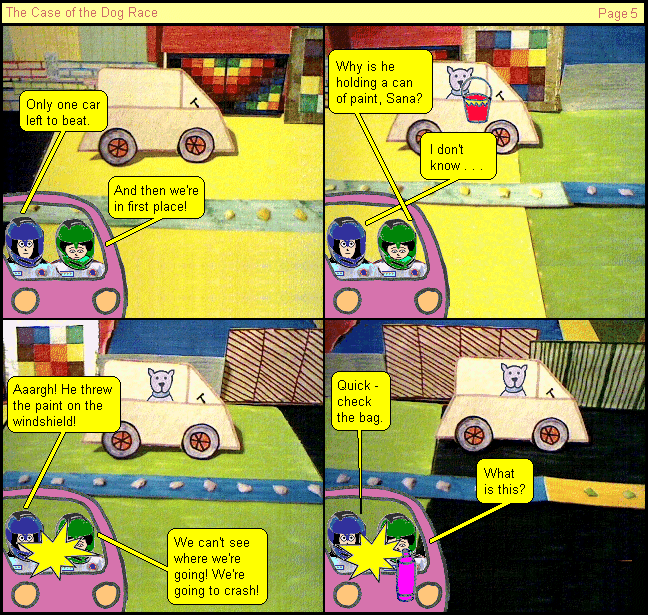 The Case of the Dog Race
Page 5
Only one car
left to beat.
And then we're
in first place!
Why is he
holding a can
of paint, Sana?
I don't
know . . .
Aaargh! He threw
the paint on the
windshield!
We can't see
where we're
going! We're
going to crash!
Quick -
check
the bag.
What
is this?